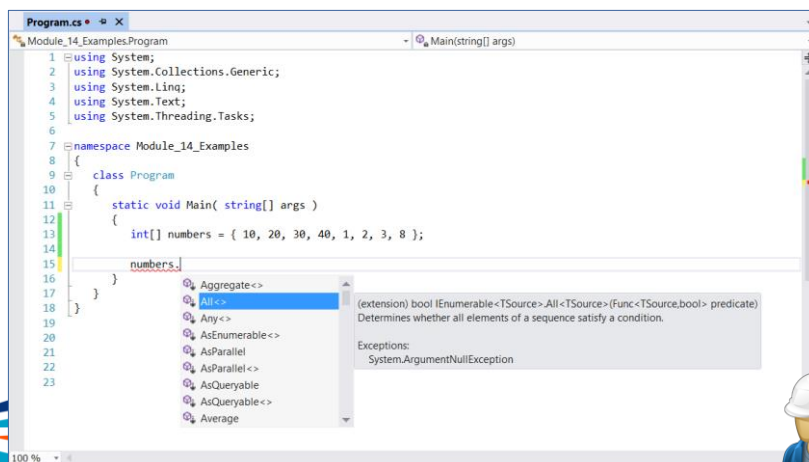 Program.cs
Module_14_Examples.Program
Main(string[] args)
1 using System;
2 using System.Collections.Generic;
3 using System.Linq;
4 using System.Text;
5 using System.Threading.Tasks;
6
7 namespace Module_14_Examples
8 {
9 class Program
10 {
11 static void Main( string[] args )
12 {
13 int[] numbers = { 10, 20, 30, 40, 1, 2, 3, 8 };
14
15 numbers.
16 }
17 }
18 }
19
20
21
22
23
Aggregate<>
All<>
Any<>
AsEnumerable<>
AsParallel
AsParallel<>
AsQueryable
AsQueryable<>
Average
(extension) bool IEnumerable<TSource>.All<TSource>(Func<TSource,bool> predicate)
Determines whether all elements of a sequence satisfy a condition.
Exceptions:
System.ArgumentNullException
100 %